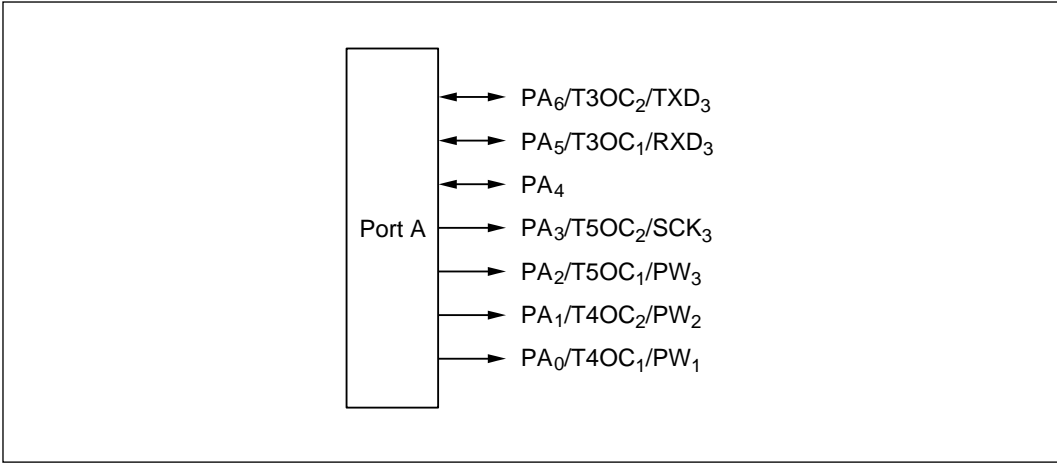 Port A
PA₆/T3OC₂/TXD₃
PA₅/T3OC₁/RXD₃
PA₄
PA₃/T5OC₂/SCK₃
PA₂/T5OC₁/PW₃
PA₁/T4OC₂/PW₂
PA₀/T4OC₁/PW₁